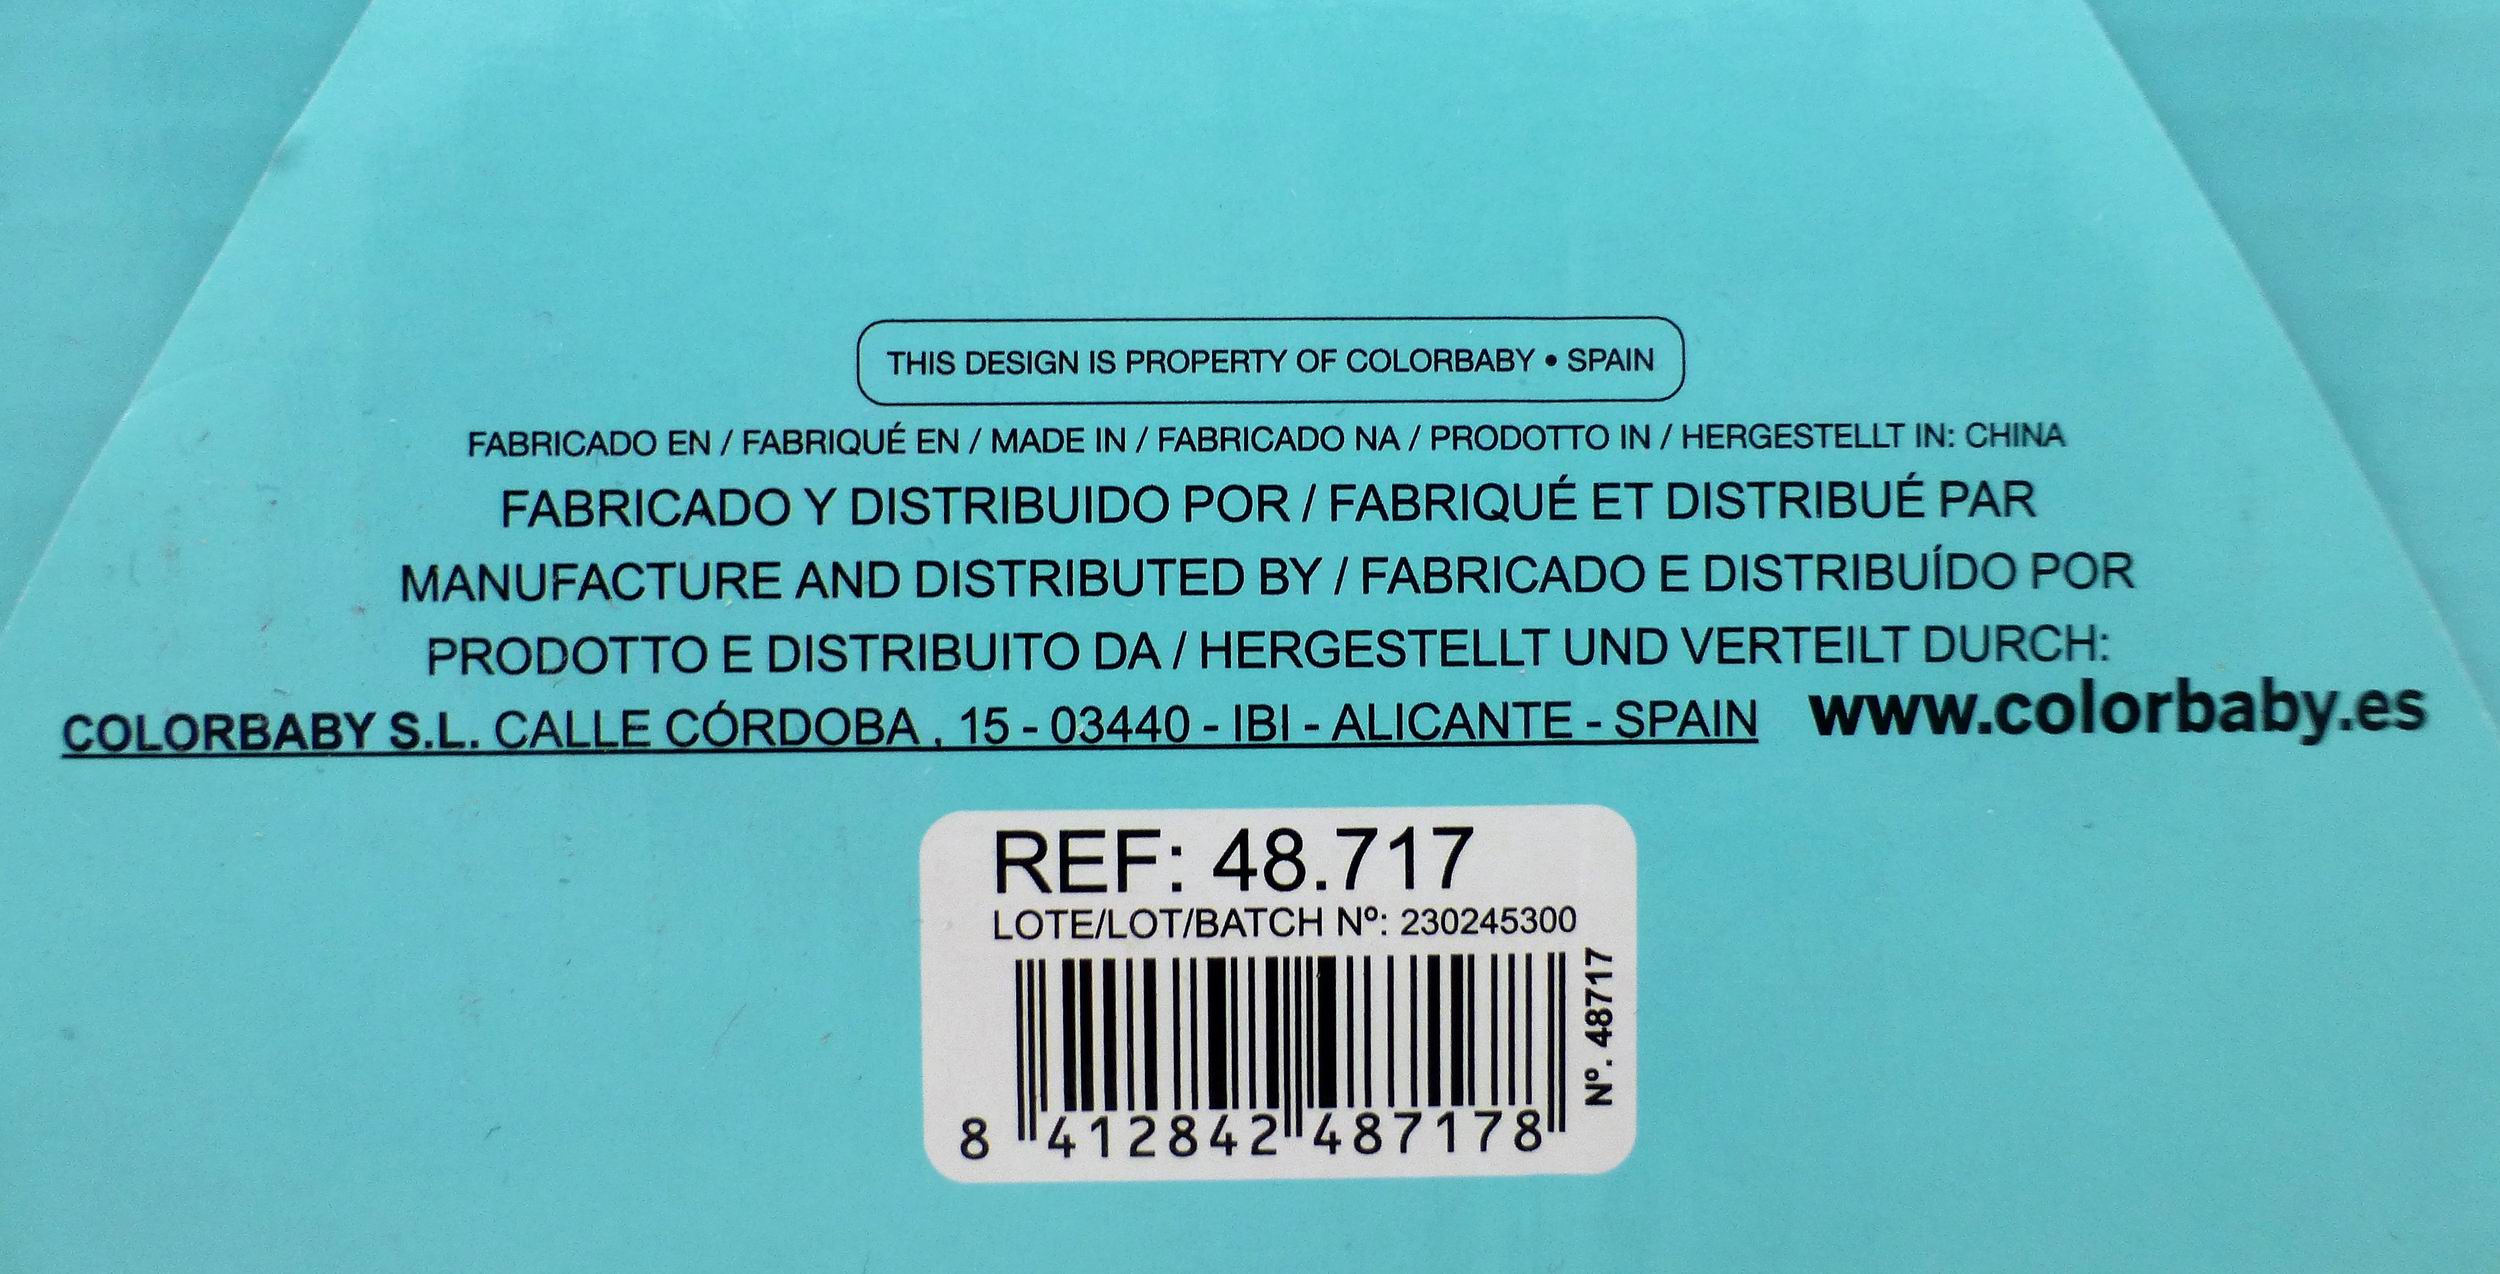 THIS DESIGN IS PROPERTY OF COLORBABY • SPAIN
FABRICADO EN / FABRIQUÉ EN / MADE IN / FABRICADO NA / PRODOTTO IN / HERGESTELLT IN: CHINA
FABRICADO Y DISTRIBUIDO POR / FABRIQUÉ ET DISTRIBUÉ PAR
MANUFACTURE AND DISTRIBUTED BY / FABRICADO E DISTRIBUÍDO POR
PRODOTTO E DISTRIBUITO DA / HERGESTELLT UND VERTEILT DURCH:
COLORBABY S.L. CALLE CÓRDOBA , 15 - 03440 - IBI - ALICANTE - SPAIN www.colorbaby.es
REF: 48.717
LOTE/LOT/BATCH Nº: 230245300
Nº. 48717
8 412842 487178